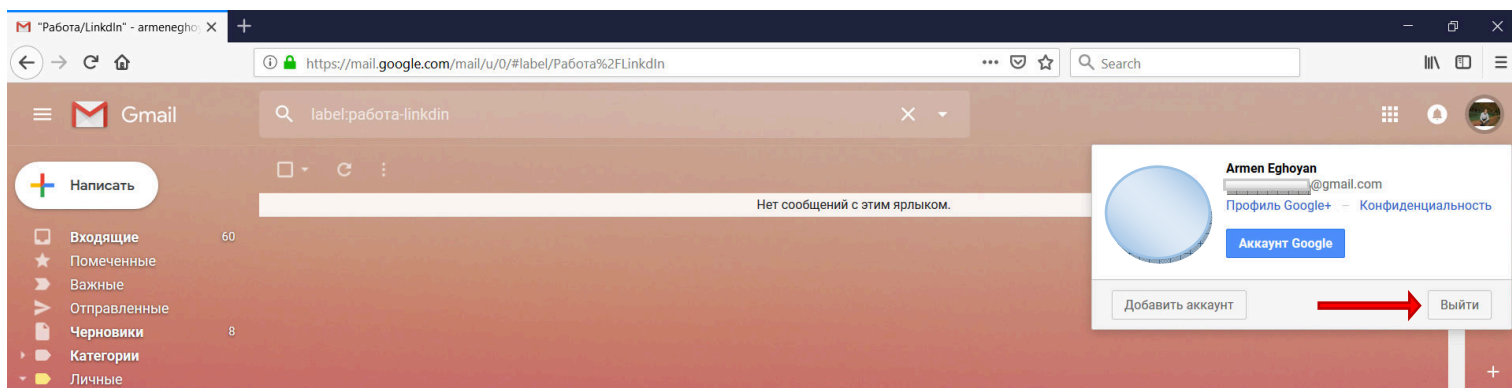 "Работа/LinkdIn" - armenegho
https://mail.google.com/mail/u/0/#label/Работа%2FLinkdIn
Search
Gmail
label:работа-linkdin
Написать
Нет сообщений с этим ярлыком.
Входящие 60
Помеченные
Важные
Отправленные
Черновики 8
Категории
Личные
Armen Eghoyan
@gmail.com
Профиль Google+ – Конфиденциальность
Аккаунт Google
Добавить аккаунт
Выйти